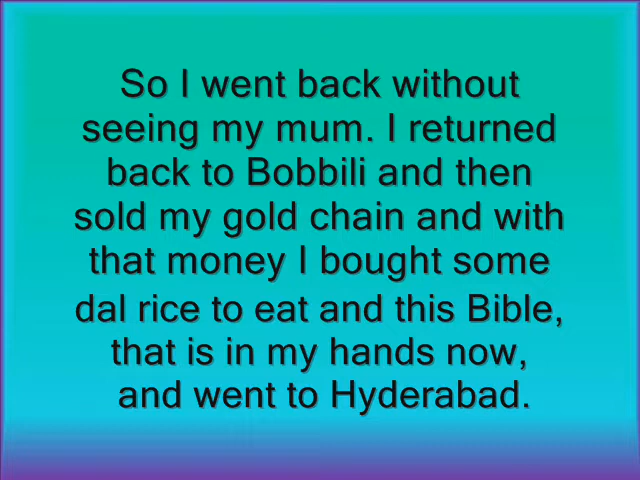 So I went back without
seeing my mum. I returned
back to Bobbili and then
sold my gold chain and with
that money I bought some
dal rice to eat and this Bible,
that is in my hands now,
and went to Hyderabad.